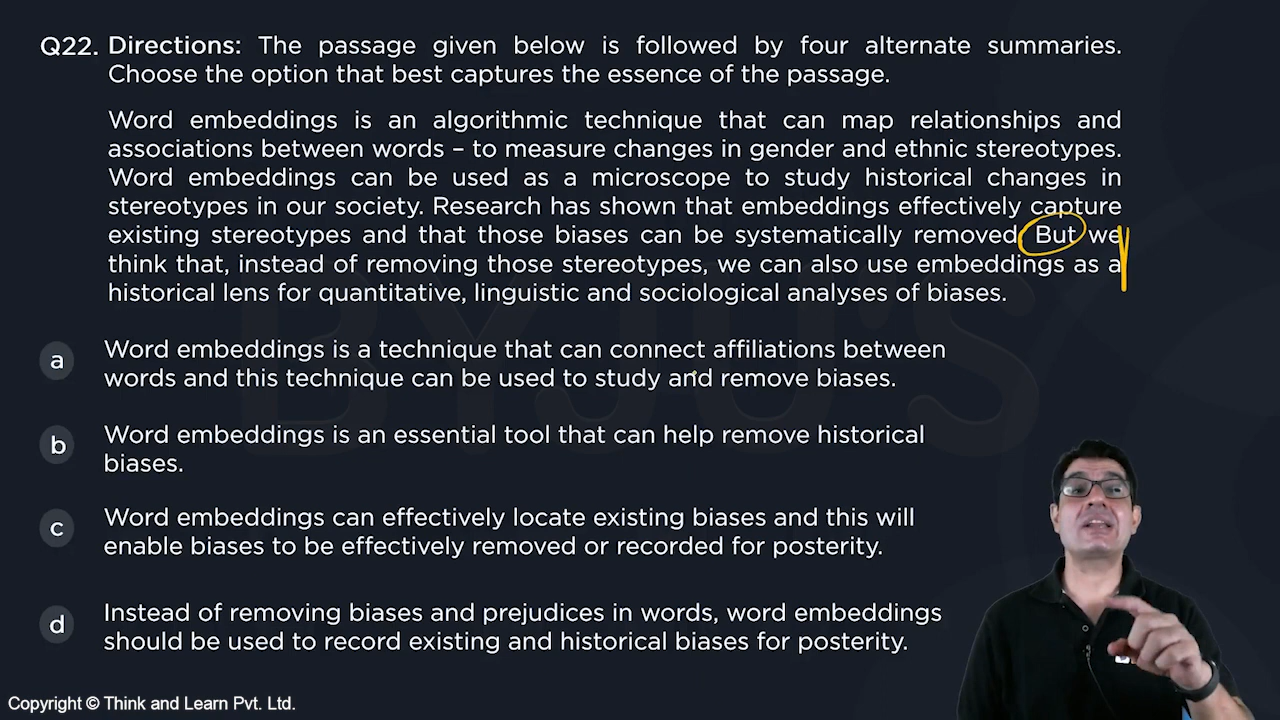 Q22. Directions: The passage given below is followed by four alternate summaries.
Choose the option that best captures the essence of the passage.
Word embeddings is an algorithmic technique that can map relationships and
associations between words – to measure changes in gender and ethnic stereotypes.
Word embeddings can be used as a microscope to study historical changes in
stereotypes in our society. Research has shown that embeddings effectively capture
existing stereotypes and that those biases can be systematically removed. But we
think that, instead of removing those stereotypes, we can also use embeddings as a
historical lens for quantitative, linguistic and sociological analyses of biases.
a Word embeddings is a technique that can connect affiliations between
words and this technique can be used to study and remove biases.
b Word embeddings is an essential tool that can help remove historical
biases.
c Word embeddings can effectively locate existing biases and this will
enable biases to be effectively removed or recorded for posterity.
d Instead of removing biases and prejudices in words, word embeddings
should be used to record existing and historical biases for posterity.
BYJU'S
Copyright © Think and Learn Pvt. Ltd.